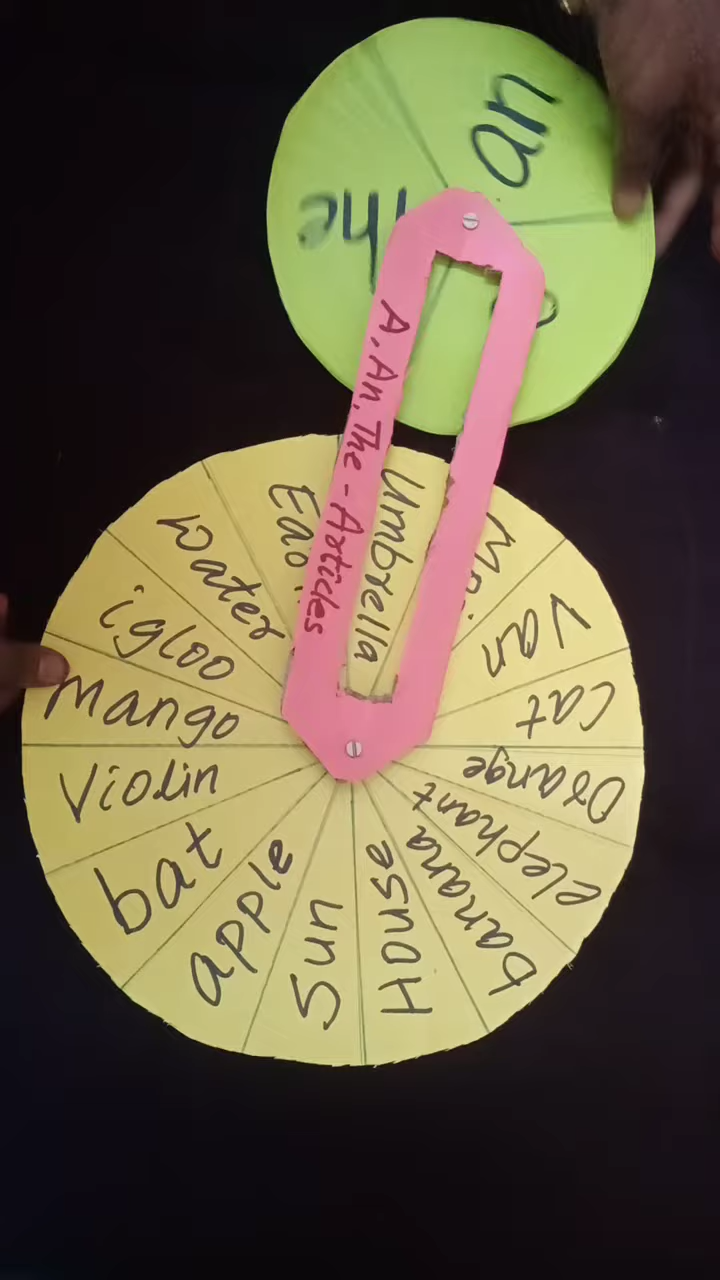 an
The
A. An. The - Articles
Umbrella
Van
Cat
Orange
elephant
banana
House
Sun
apple
bat
Violin
Mango
igloo
water